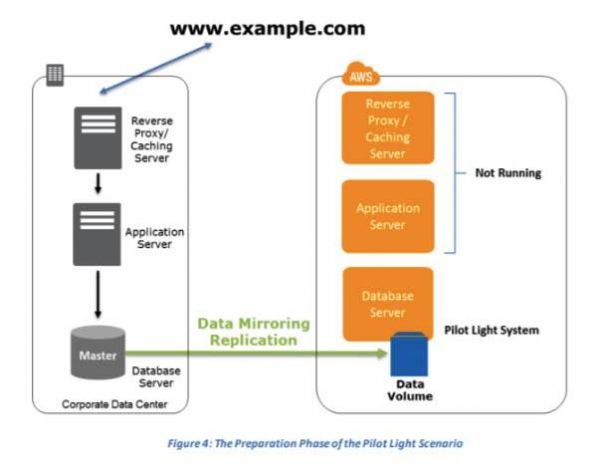 www.example.com
Reverse
Proxy/
Caching
Server
Application
Server
Master
Database
Server
Corporate Data Center
Data Mirroring
Replication
AWS
Reverse
Proxy /
Caching
Server
Not Running
Application
Server
Database
Server
Pilot Light System
Data
Volume
Figure 4: The Preparation Phase of the Pilot Light Scenario